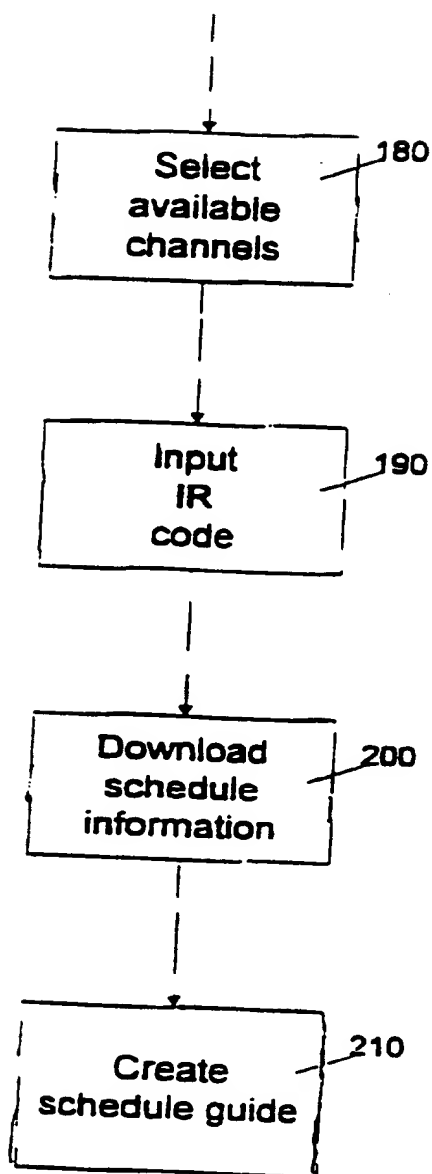 Select
available
channels
180
Input
IR
code
190
Download
schedule
information
200
Create
schedule guide
210